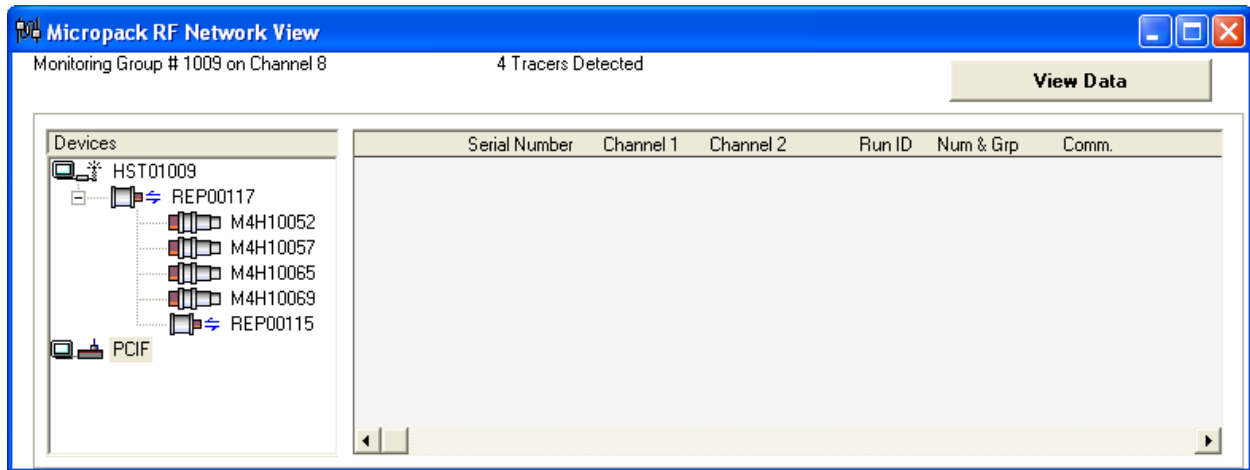 Micropack RF Network View
Monitoring Group # 1009 on Channel 8 4 Tracers Detected
View Data
Devices
Serial Number Channel 1 Channel 2 Run ID Num & Grp Comm.
HST01009
REP00117
M4H10052
M4H10057
M4H10065
M4H10069
REP00115
PCIF